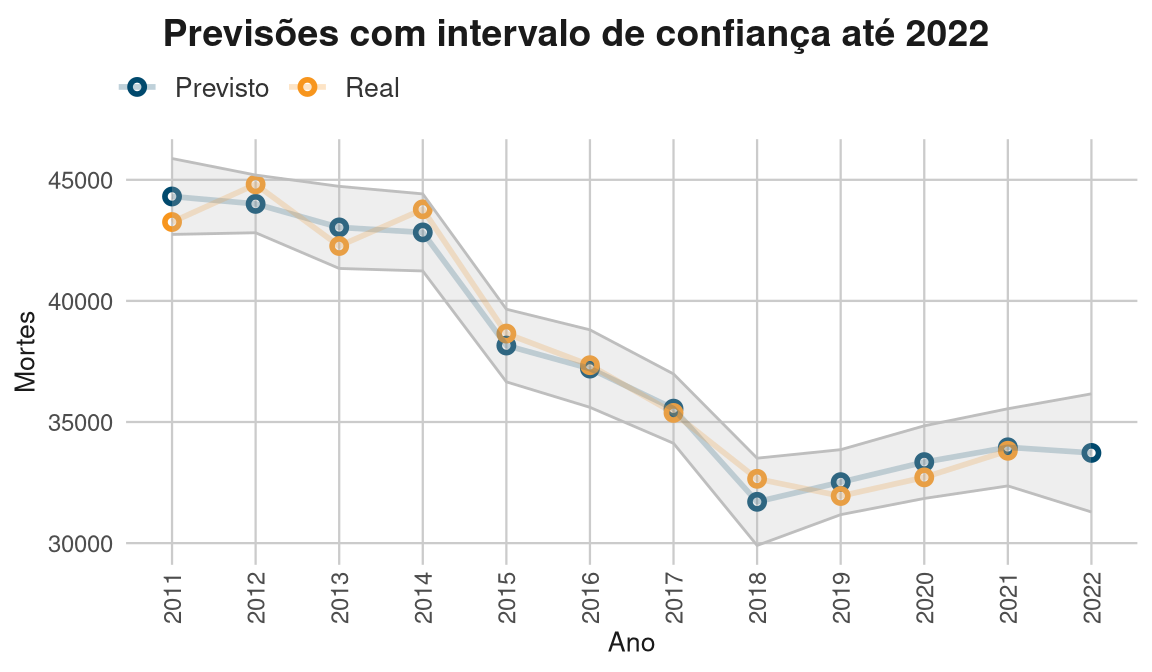 Previsões com intervalo de confiança até 2022
Previsto Real
Mortes
45000
40000
35000
30000
2011 2012 2013 2014 2015 2016 2017 2018 2019 2020 2021 2022
Ano